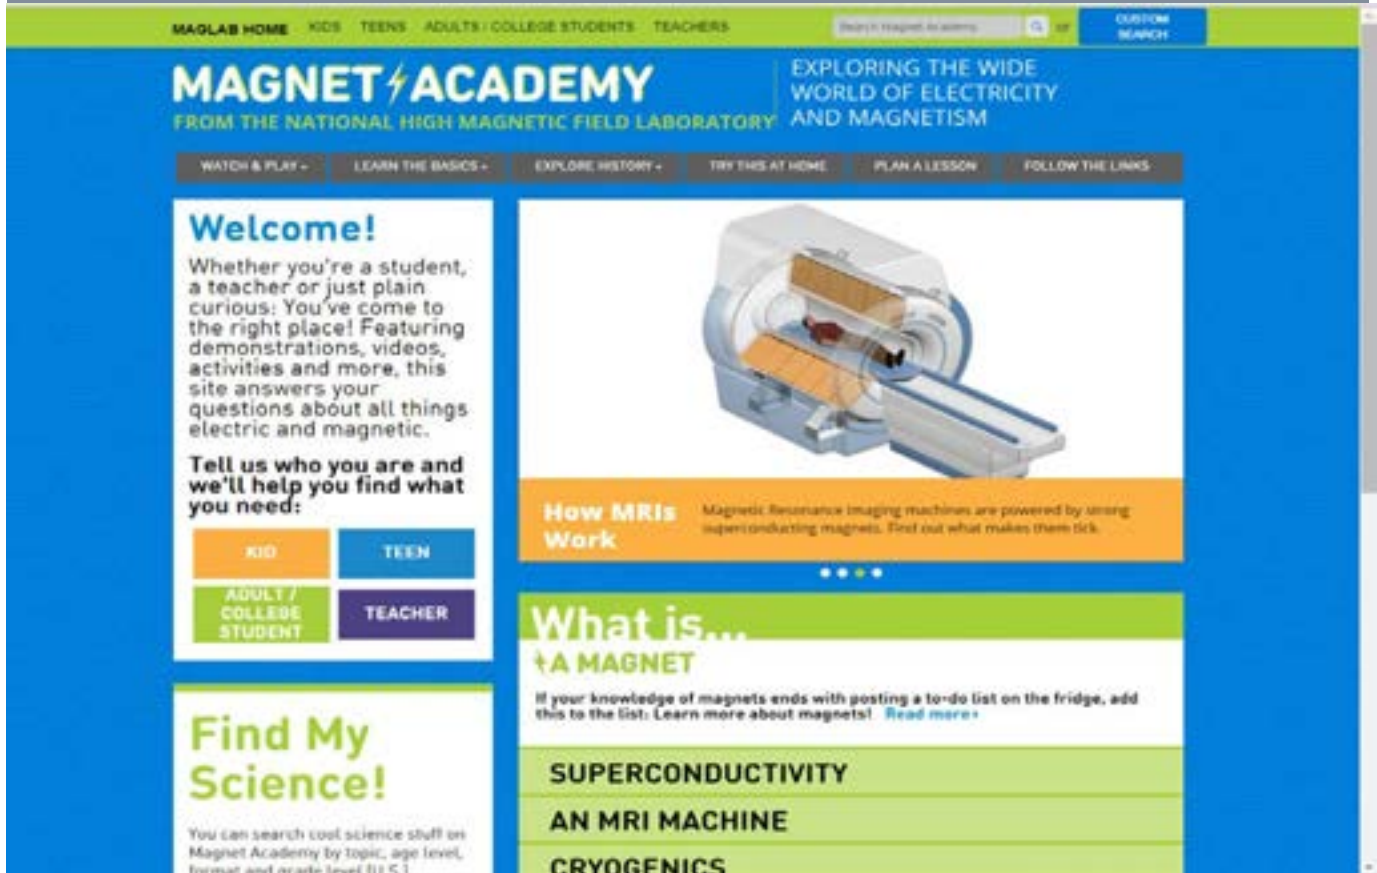 MAGLAB HOME KIDS TEENS ADULTS / COLLEGE STUDENTS TEACHERS Search Magnet Academy or CUSTOM
SEARCH
MAGNET ACADEMY
FROM THE NATIONAL HIGH MAGNETIC FIELD LABORATORY
EXPLORING THE WIDE
WORLD OF ELECTRICITY
AND MAGNETISM
WATCH & PLAY LEARN THE BASICS EXPLORE HISTORY TRY THIS AT HOME PLAN A LESSON FOLLOW THE LINKS
Welcome!
Whether you're a student,
a teacher or just plain
curious: You've come to
the right place! Featuring
demonstrations, videos,
activities and more, this
site answers your
questions about all things
electric and magnetic.
Tell us who you are and
we'll help you find what
you need:
KID TEEN
ADULT /
COLLEGE
STUDENT
TEACHER
Find My
Science!
You can search cool science stuff on
Magnet Academy by topic, age level,
format and grade level (U.S.)
How MRIs
Work
Magnetic Resonance Imaging machines are powered by strong
superconducting magnets. Find out what makes them tick.
What is...
A MAGNET
If your knowledge of magnets ends with posting a to-do list on the fridge, add
this to the list: Learn more about magnets! Read more
SUPERCONDUCTIVITY
AN MRI MACHINE
CRYOGENICS